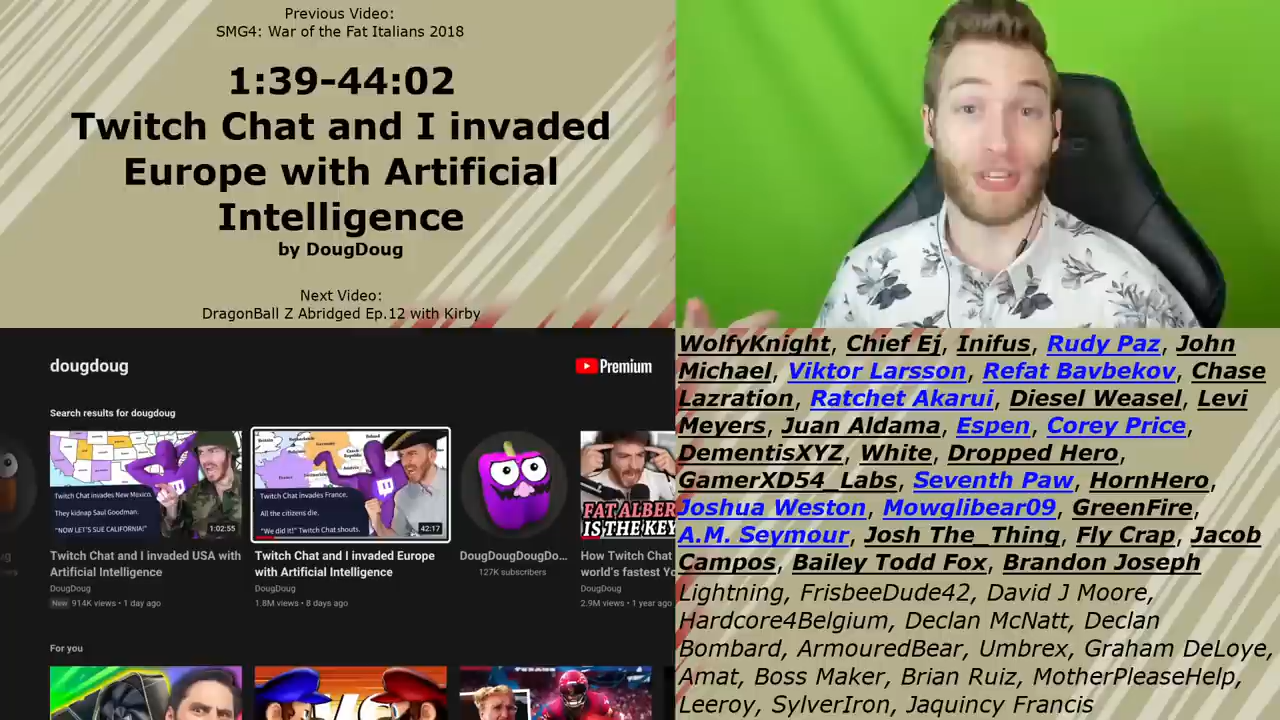 Previous Video:
SMG4: War of the Fat Italians 2018
1:39-44:02
Twitch Chat and I invaded
Europe with Artificial
Intelligence
by DougDoug
Next Video:
DragonBall Z Abridged Ep.12 with Kirby
dougdoug
Premium
Search results for dougdoug
Twitch Chat invades New Mexico.
They kidnap Saul Goodman.
"NOW LET'S SUE CALIFORNIA!"
1:02:55
Twitch Chat invades France.
All the citizens die.
"We did it!" Twitch Chat shouts.
42:17
FAT ALBER
IS THE KEY
Twitch Chat and I invaded USA with
Artificial Intelligence
DougDoug
New 914K views • 1 day ago
Twitch Chat and I invaded Europe
with Artificial Intelligence
DougDoug
1.8M views • 8 days ago
DougDougDougDo...
127K subscribers
How Twitch Chat
world's fastest Yo
DougDoug
2.9M views • 1 year ago
For you
WolfyKnight, Chief Ej, Inifus, Rudy Paz, John
Michael, Viktor Larsson, Refat Bavbekov, Chase
Lazration, Ratchet Akarui, Diesel Weasel, Levi
Meyers, Juan Aldama, Espen, Corey Price,
DementisXYZ, White, Dropped Hero,
GamerXD54_Labs, Seventh Paw, HornHero,
Joshua Weston, Mowglibear09, GreenFire,
A.M. Seymour, Josh The_Thing, Fly Crap, Jacob
Campos, Bailey Todd Fox, Brandon Joseph
Lightning, FrisbeeDude42, David J Moore,
Hardcore4Belgium, Declan McNatt, Declan
Bombard, ArmouredBear, Umbrex, Graham DeLoye,
Amat, Boss Maker, Brian Ruiz, MotherPleaseHelp,
Leeroy, SylverIron, Jaquincy Francis